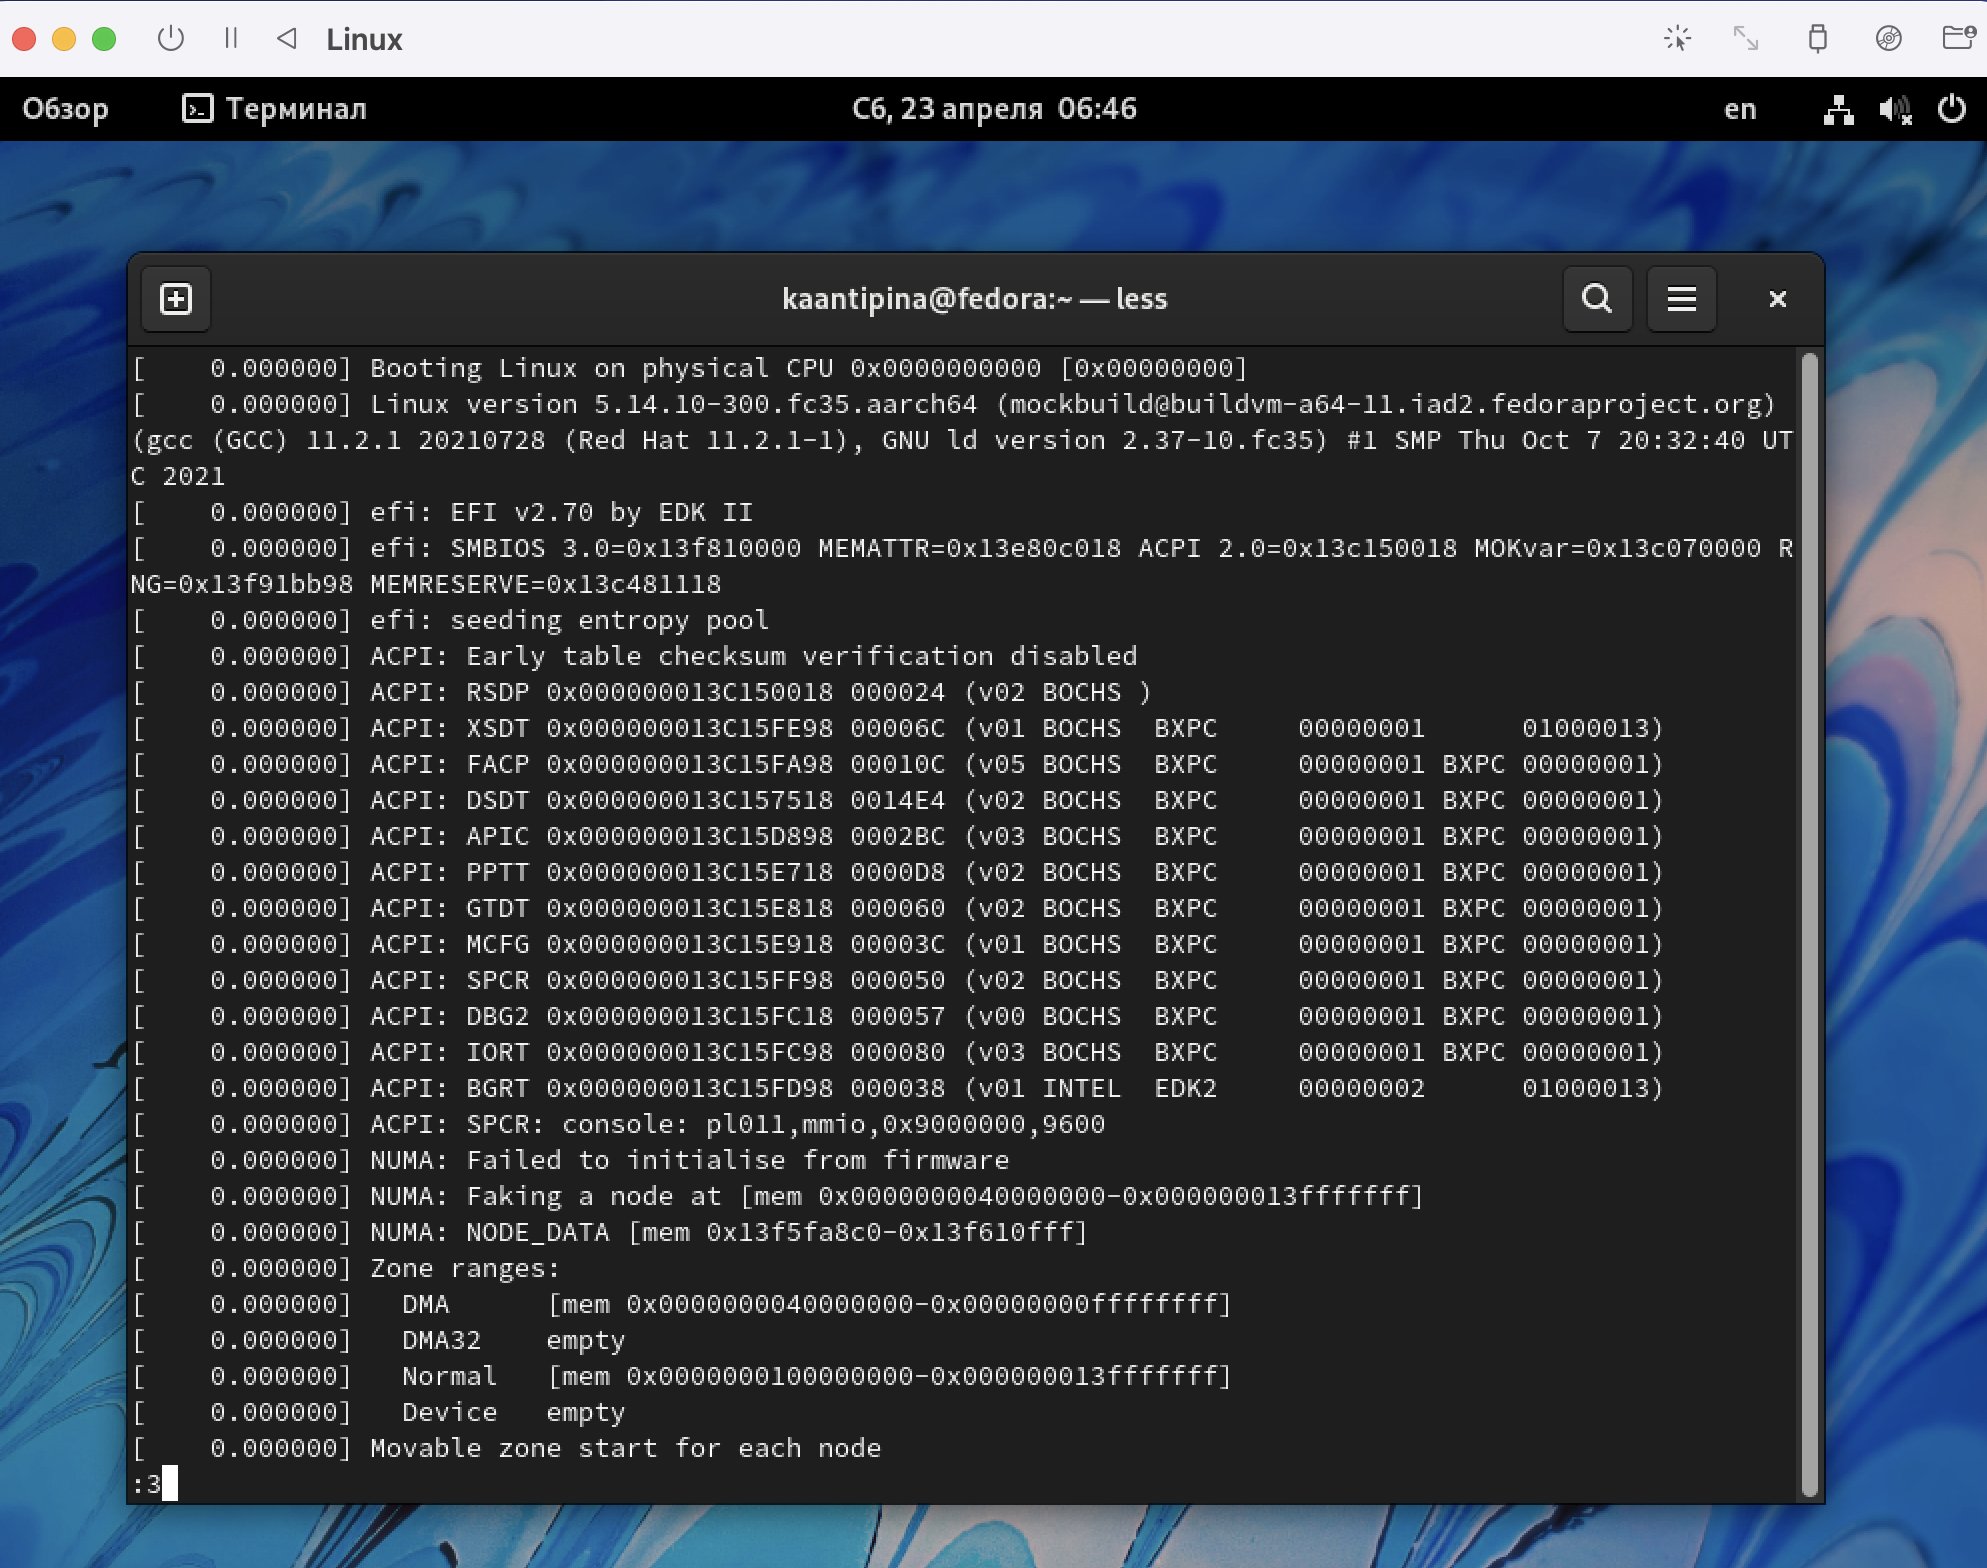 Linux
Обзор Терминал Сб, 23 апреля 06:46 en
kaantipina@fedora:~ — less
[    0.000000] Booting Linux on physical CPU 0x0000000000 [0x00000000]
[    0.000000] Linux version 5.14.10-300.fc35.aarch64 (mockbuild@buildvm-a64-11.iad2.fedoraproject.org)
(gcc (GCC) 11.2.1 20210728 (Red Hat 11.2.1-1), GNU ld version 2.37-10.fc35) #1 SMP Thu Oct 7 20:32:40 UT
C 2021
[    0.000000] efi: EFI v2.70 by EDK II
[    0.000000] efi: SMBIOS 3.0=0x13f810000 MEMATTR=0x13e80c018 ACPI 2.0=0x13c150018 MOKvar=0x13c070000 R
NG=0x13f91bb98 MEMRESERVE=0x13c481118
[    0.000000] efi: seeding entropy pool
[    0.000000] ACPI: Early table checksum verification disabled
[    0.000000] ACPI: RSDP 0x000000013C150018 000024 (v02 BOCHS )
[    0.000000] ACPI: XSDT 0x000000013C15FE98 00006C (v01 BOCHS  BXPC     00000001      01000013)
[    0.000000] ACPI: FACP 0x000000013C15FA98 00010C (v05 BOCHS  BXPC     00000001 BXPC 00000001)
[    0.000000] ACPI: DSDT 0x000000013C157518 0014E4 (v02 BOCHS  BXPC     00000001 BXPC 00000001)
[    0.000000] ACPI: APIC 0x000000013C15D898 0002BC (v03 BOCHS  BXPC     00000001 BXPC 00000001)
[    0.000000] ACPI: PPTT 0x000000013C15E718 0000D8 (v02 BOCHS  BXPC     00000001 BXPC 00000001)
[    0.000000] ACPI: GTDT 0x000000013C15E818 000060 (v02 BOCHS  BXPC     00000001 BXPC 00000001)
[    0.000000] ACPI: MCFG 0x000000013C15E918 00003C (v01 BOCHS  BXPC     00000001 BXPC 00000001)
[    0.000000] ACPI: SPCR 0x000000013C15FF98 000050 (v02 BOCHS  BXPC     00000001 BXPC 00000001)
[    0.000000] ACPI: DBG2 0x000000013C15FC18 000057 (v00 BOCHS  BXPC     00000001 BXPC 00000001)
[    0.000000] ACPI: IORT 0x000000013C15FC98 000080 (v03 BOCHS  BXPC     00000001 BXPC 00000001)
[    0.000000] ACPI: BGRT 0x000000013C15FD98 000038 (v01 INTEL  EDK2     00000002      01000013)
[    0.000000] ACPI: SPCR: console: pl011,mmio,0x9000000,9600
[    0.000000] NUMA: Failed to initialise from firmware
[    0.000000] NUMA: Faking a node at [mem 0x0000000040000000-0x000000013fffffff]
[    0.000000] NUMA: NODE_DATA [mem 0x13f5fa8c0-0x13f610fff]
[    0.000000] Zone ranges:
[    0.000000]   DMA      [mem 0x0000000040000000-0x00000000ffffffff]
[    0.000000]   DMA32    empty
[    0.000000]   Normal   [mem 0x0000000100000000-0x000000013fffffff]
[    0.000000]   Device   empty
[    0.000000] Movable zone start for each node
:3